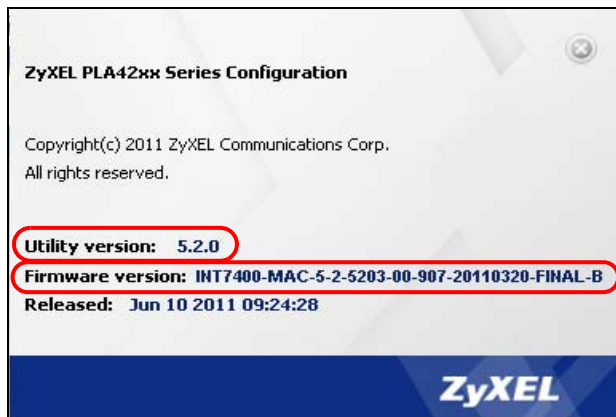 ZyXEL PLA42xx Series Configuration
Copyright(c) 2011 ZyXEL Communications Corp.
All rights reserved.
Utility version: 5.2.0
Firmware version: INT7400-MAC-5-2-5203-00-907-20110320-FINAL-B
Released: Jun 10 2011 09:24:28
ZyXEL